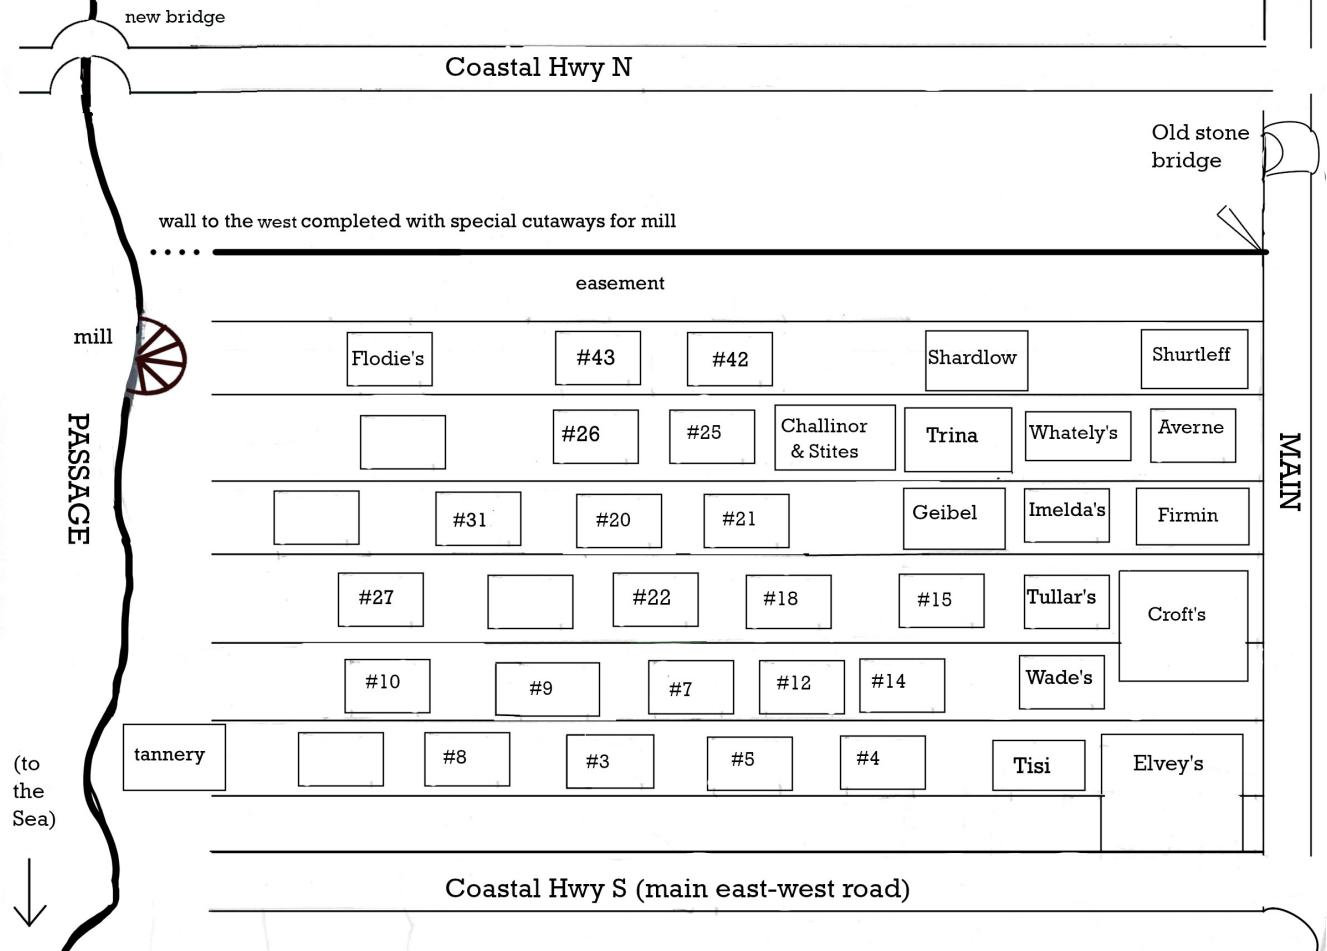 new bridge
Coastal Hwy N
Old stone
bridge
wall to the west completed with special cutaways for mill
easement
mill
Flodie's
#43
#42
Shardlow
Shurtleff
#26
#25
Challinor
& Stites
Trina
Whately's
Averne
PASSAGE
MAIN
#31
#20
#21
Geibel
Imelda's
Firmin
#27
#22
#18
#15
Tullar's
Croft's
#10
#9
#7
#12
#14
Wade's
tannery
#8
#3
#5
#4
Tisi
Elvey's
(to
the
Sea)
Coastal Hwy S (main east-west road)